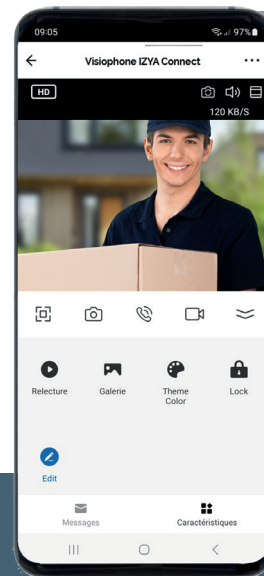 09:05 97%
Visiophone IZYA Connect
HD
120 KB/S
Relecture Galerie Theme Color Lock
Edit
Messages Caractéristiques